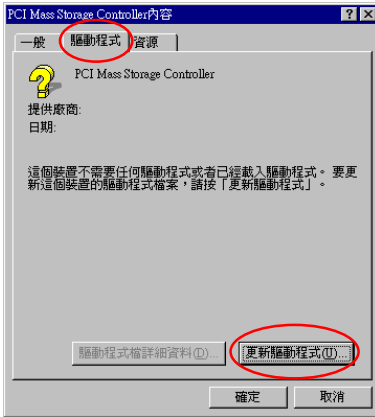 PCI Mass Storage Controller內容
一般 驅動程式 資源
PCI Mass Storage Controller
提供廠商:
日期:
這個裝置不需要任何驅動程式或者已經載入驅動程式。要更
新這個裝置的驅動程式檔案，請按「更新驅動程式」。
驅動程式檔詳細資料(D)... 更新驅動程式(U)...
確定 取消